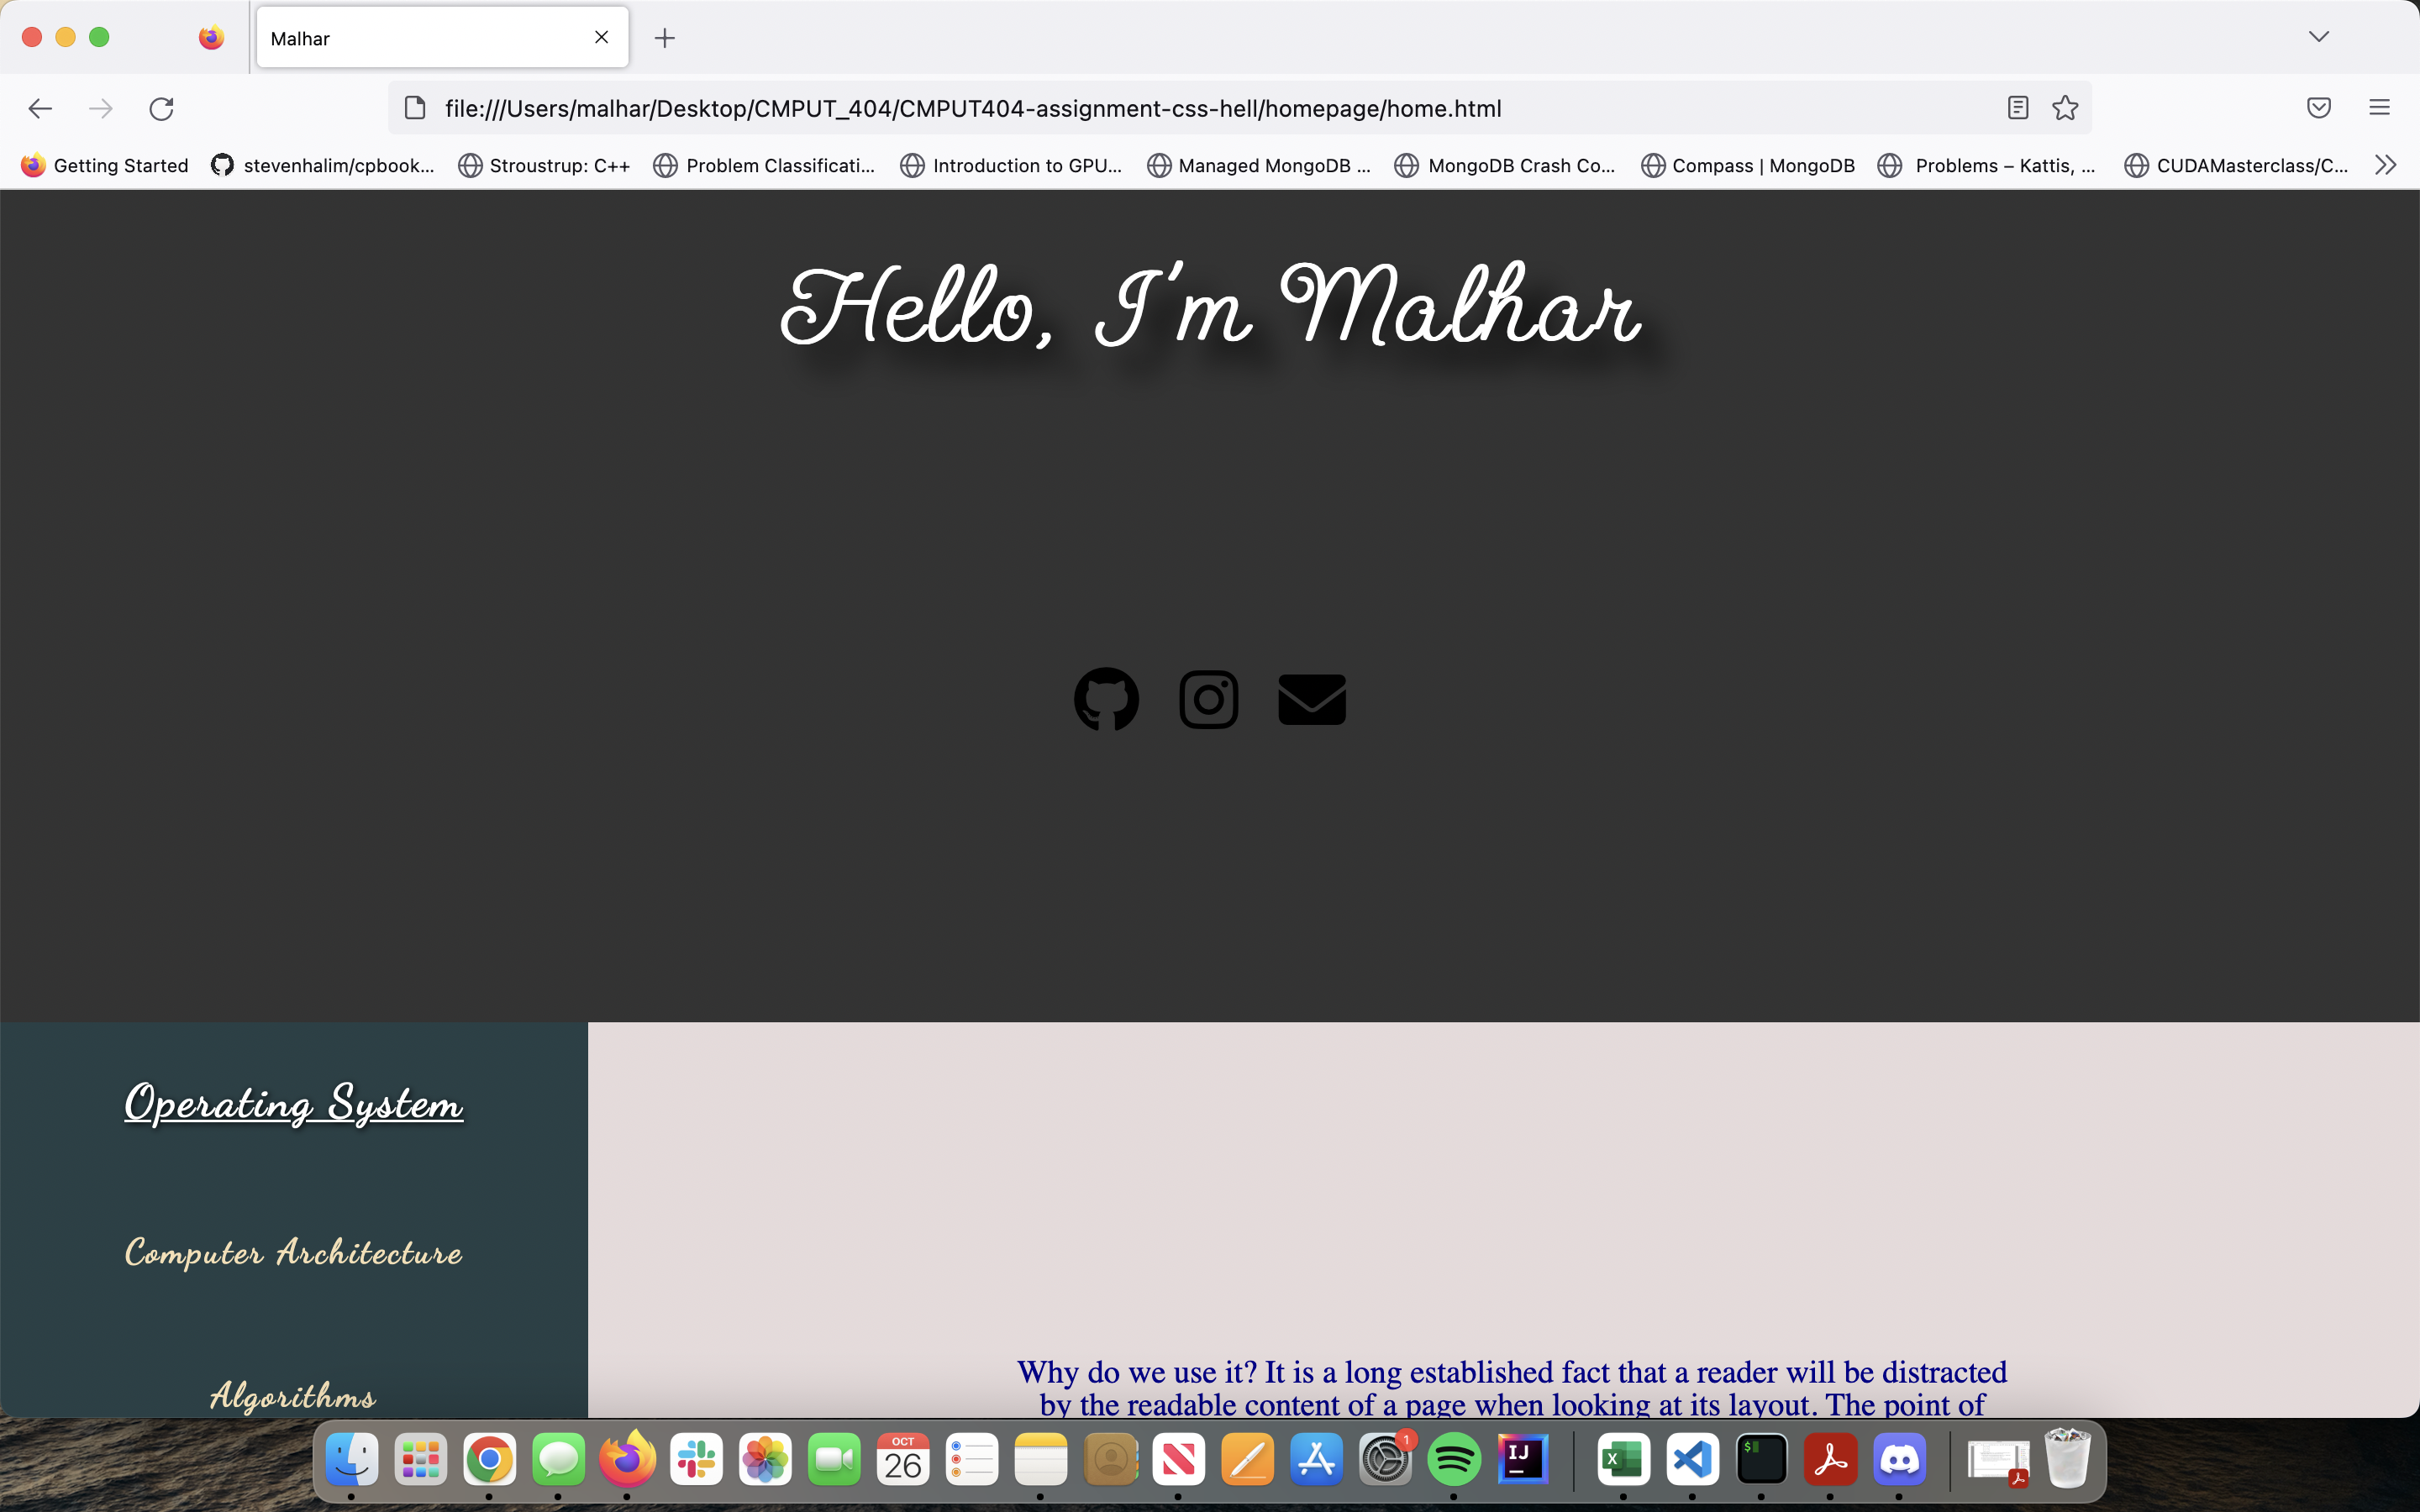 Malhar
file:///Users/malhar/Desktop/CMPUT_404/CMPUT404-assignment-css-hell/homepage/home.html
Getting Started stevenhalim/cpbook... Stroustrup: C++ Problem Classificati... Introduction to GPU... Managed MongoDB ... MongoDB Crash Co... Compass | MongoDB Problems – Kattis, ... CUDAMasterclass/C...
Hello, I'm Malhar
Operating System
Computer Architecture
Algorithms
Why do we use it? It is a long established fact that a reader will be distracted
by the readable content of a page when looking at its layout. The point of
OCT
26
1
IJ
X
$